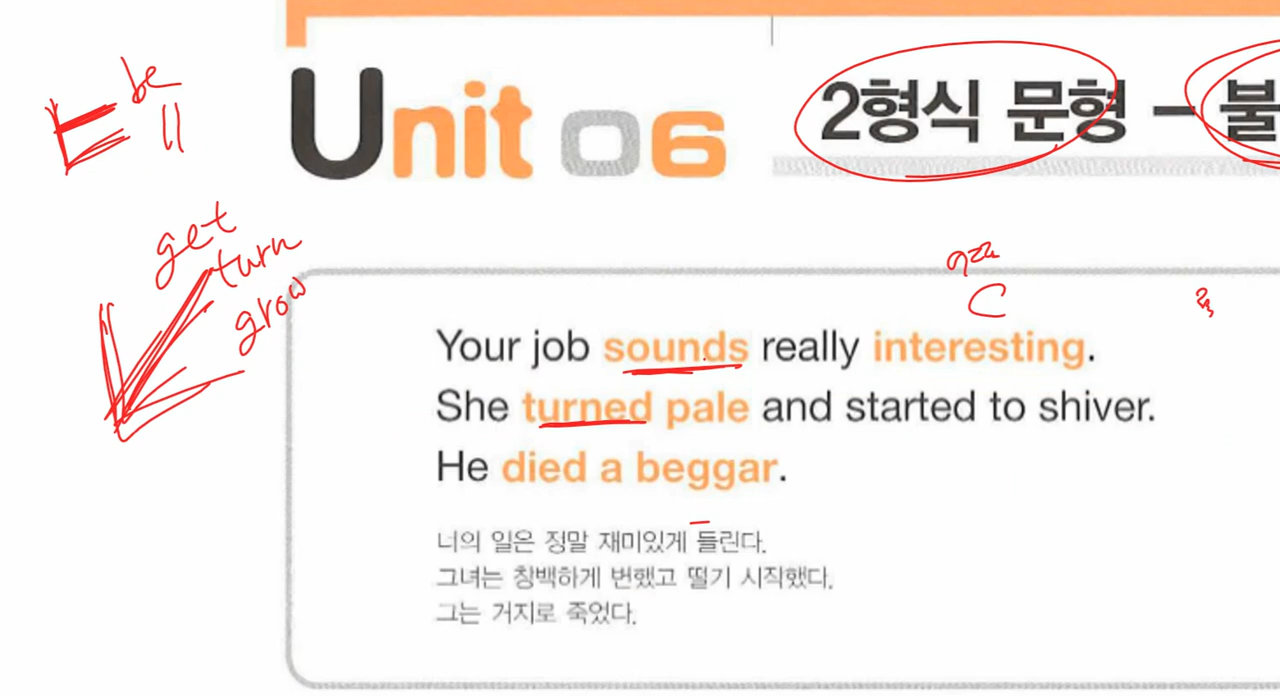 be
Unit 06
2형식 문형 – 불
get
turn
grow
C
Your job sounds really interesting.
She turned pale and started to shiver.
He died a beggar.
너의 일은 정말 재미있게 들린다.
그녀는 창백하게 변했고 떨기 시작했다.
그는 거지로 죽었다.